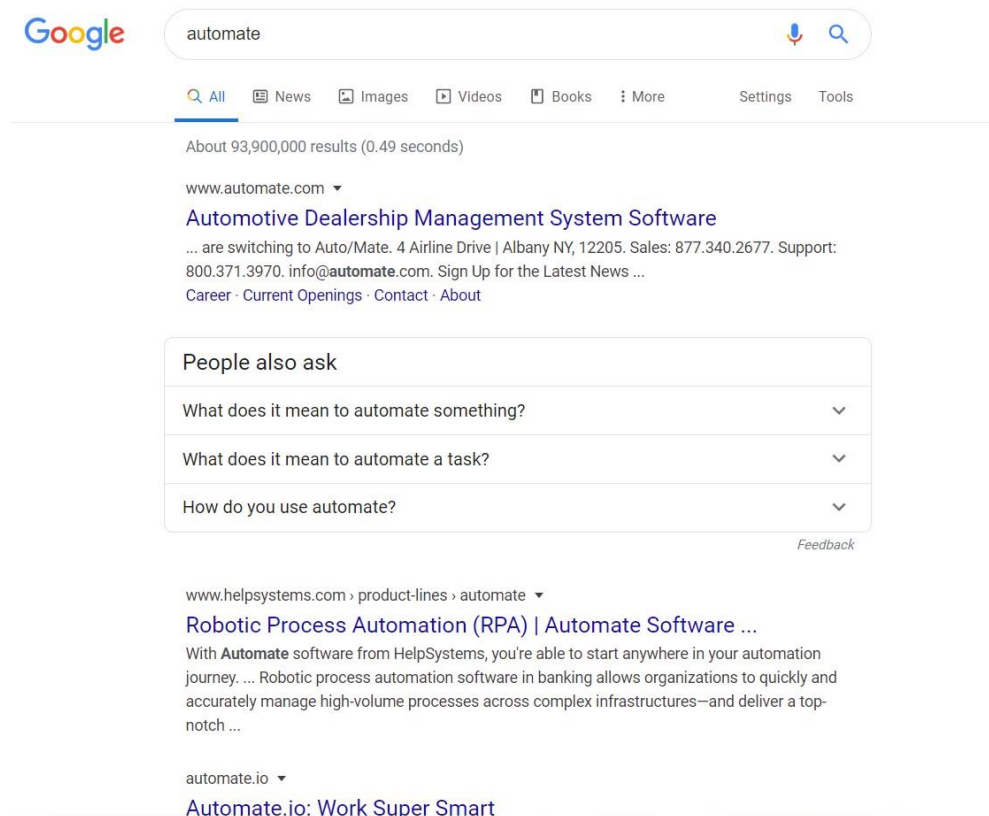 Google
automate
All News Images Videos Books More Settings Tools
About 93,900,000 results (0.49 seconds)
www.automate.com
Automotive Dealership Management System Software
... are switching to Auto/Mate. 4 Airline Drive | Albany NY, 12205. Sales: 877.340.2677. Support:
800.371.3970. info@automate.com. Sign Up for the Latest News ...
Career · Current Openings · Contact · About
People also ask
What does it mean to automate something?
What does it mean to automate a task?
How do you use automate?
Feedback
www.helpsystems.com › product-lines › automate
Robotic Process Automation (RPA) | Automate Software ...
With Automate software from HelpSystems, you're able to start anywhere in your automation
journey. ... Robotic process automation software in banking allows organizations to quickly and
accurately manage high-volume processes across complex infrastructures—and deliver a top-
notch ...
automate.io
Automate.io: Work Super Smart